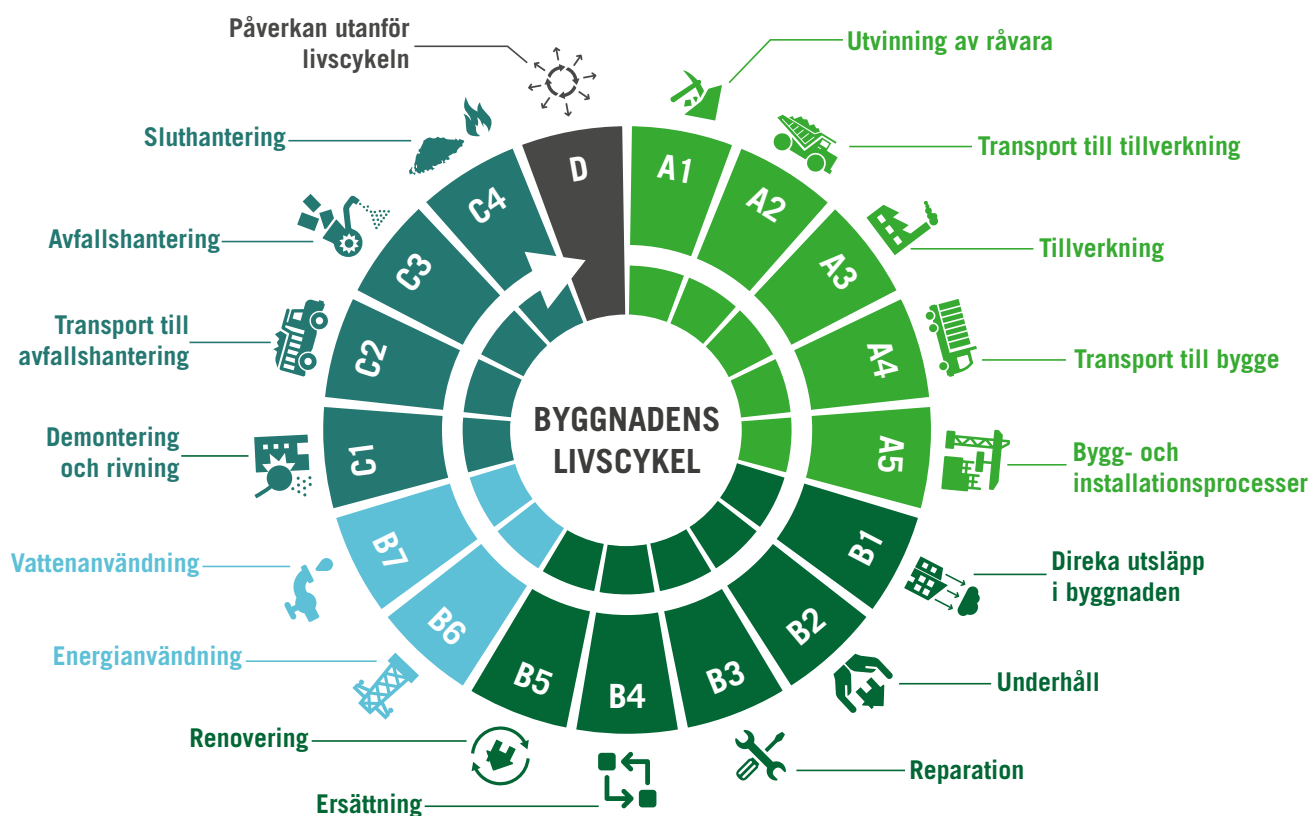 Påverkan utanför
livscykeln
Utvinning av råvara
Sluthantering
Transport till tillverkning
Avfallshantering
Tillverkning
Transport till
avfallshantering
Transport till bygge
Demontering
och rivning
Bygg- och
installationsprocesser
Vattenanvändning
Direka utsläpp
i byggnaden
Energianvändning
Underhåll
Renovering
Reparation
Ersättning
D
A1
A2
A3
A4
A5
B1
B2
B3
B4
B5
B6
B7
C1
C2
C3
C4
BYGGNADENS
LIVSCYKEL